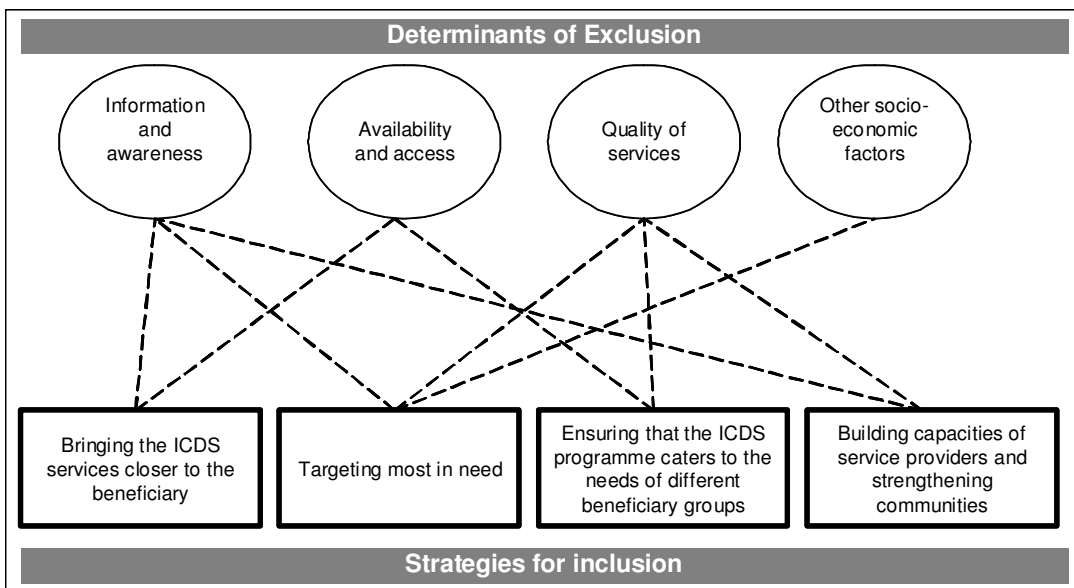 Determinants of Exclusion
Information
and
awareness
Availability
and access
Quality of
services
Other socio-
economic
factors
Bringing the ICDS
services closer to the
beneficiary
Targeting most in need
Ensuring that the ICDS
programme caters to the
needs of different
beneficiary groups
Building capacities of
service providers and
strengthening
communities
Strategies for inclusion